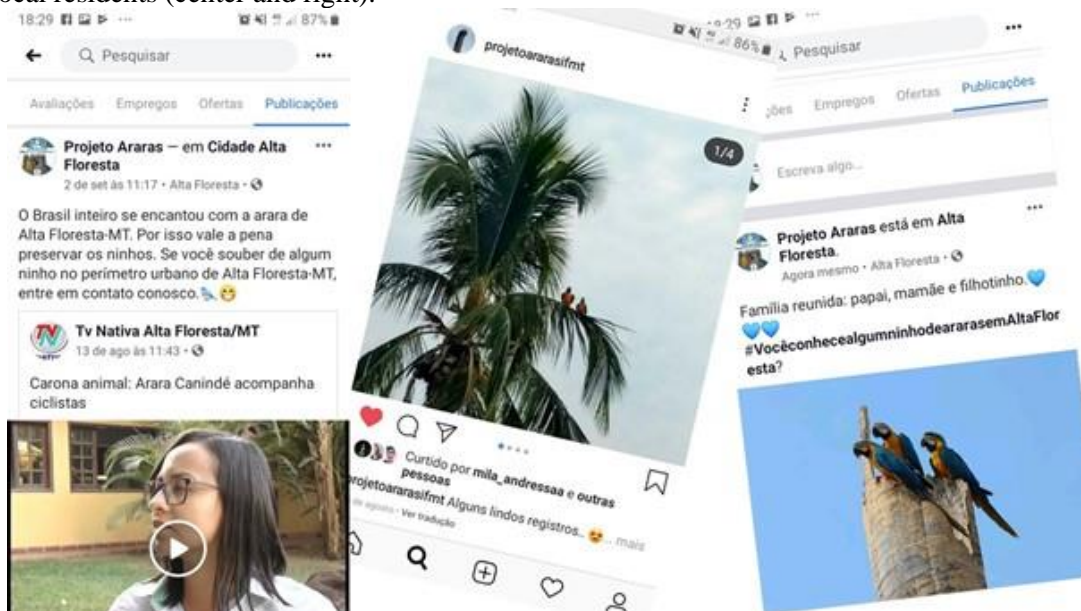 ocal residents (center and right).
18:29
87%
Pesquisar
Avaliações Empregos Ofertas Publicações
Projeto Araras — em Cidade Alta
Floresta
2 de set às 11:17 • Alta Floresta •
O Brasil inteiro se encantou com a arara de
Alta Floresta-MT. Por isso vale a pena
preservar os ninhos. Se você souber de algum
ninho no perímetro urbano de Alta Floresta-MT,
entre em contato conosco.
TV
Tv Nativa Alta Floresta/MT
13 de ago às 11:43 •
Carona animal: Arara Canindé acompanha
ciclistas
86%
projetoararasifmt
1/4
Curtido por mila_andressaa e outras
pessoas
projetoararasifmt Alguns lindos registros.. ... mais
de agosto • Ver tradução
Pesquisar
ões Empregos Ofertas Publicações
Escreva algo...
Projeto Araras está em Alta
Floresta.
Agora mesmo • Alta Floresta •
Família reunida: papai, mamãe e filhotinho.
#VocêconhecealgumninhodeararasemAltaFlor
esta?